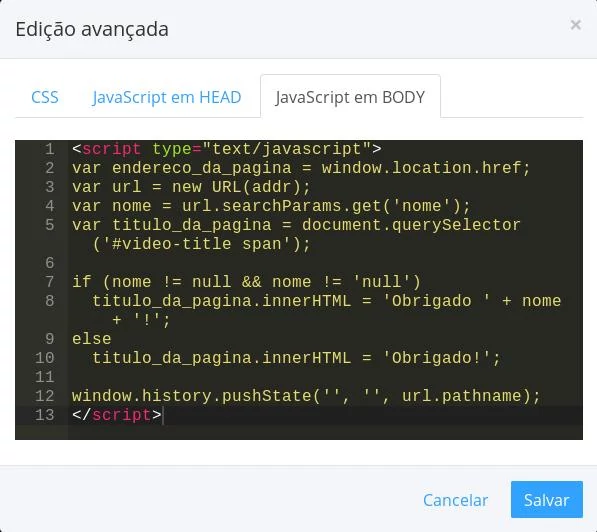 Edição avançada
×
CSS JavaScript em HEAD JavaScript em BODY
1 <script type="text/javascript">
2 var endereco_da_pagina = window.location.href;
3 var url = new URL(addr);
4 var nome = url.searchParams.get('nome');
5 var titulo_da_pagina = document.querySelector
('#video-title span');
6
7 if (nome != null && nome != 'null')
8 titulo_da_pagina.innerHTML = 'Obrigado ' + nome
+ '!';
9 else
10 titulo_da_pagina.innerHTML = 'Obrigado!';
11
12 window.history.pushState('', '', url.pathname);
13 </script>
Cancelar Salvar